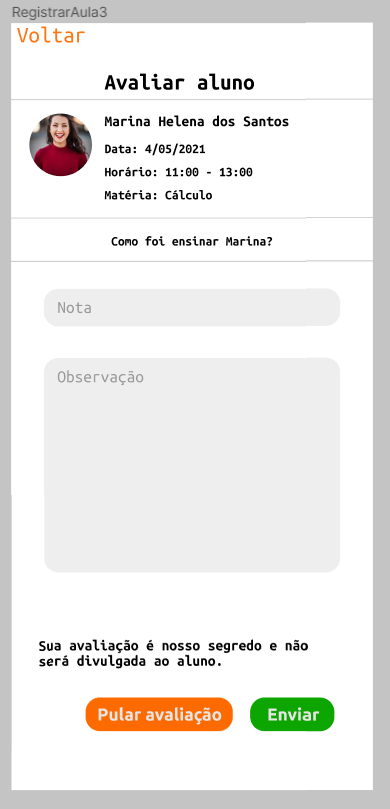 RegistrarAula3
Voltar
Avaliar aluno
Marina Helena dos Santos
Data: 4/05/2021
Horário: 11:00 - 13:00
Matéria: Cálculo
Como foi ensinar Marina?
Nota
Observação
Sua avaliação é nosso segredo e não
será divulgada ao aluno.
Pular avaliação
Enviar